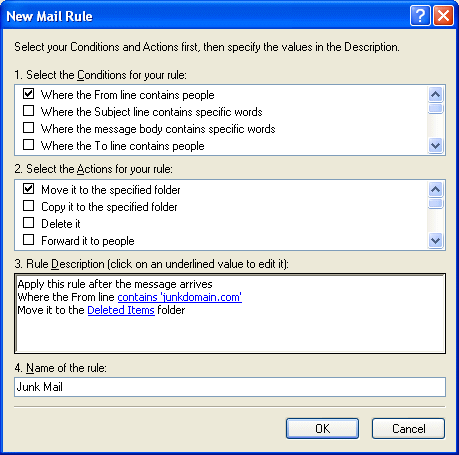 New Mail Rule
Select your Conditions and Actions first, then specify the values in the Description.
1. Select the Conditions for your rule:
Where the From line contains people
Where the Subject line contains specific words
Where the message body contains specific words
Where the To line contains people
2. Select the Actions for your rule:
Move it to the specified folder
Copy it to the specified folder
Delete it
Forward it to people
3. Rule Description (click on an underlined value to edit it):
Apply this rule after the message arrives
Where the From line contains 'junkdomain.com'
Move it to the Deleted Items folder
4. Name of the rule:
Junk Mail
OK
Cancel